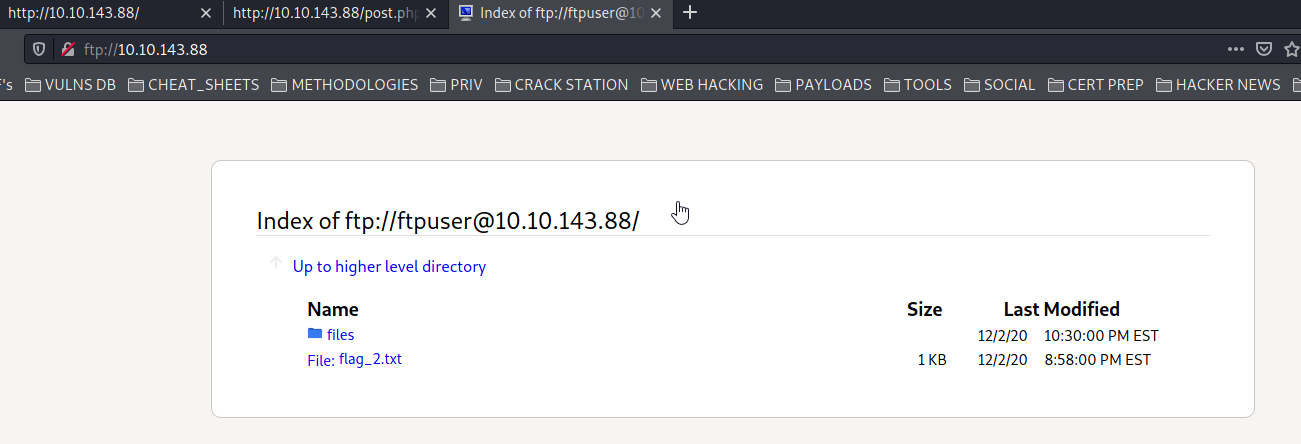 http://10.10.143.88/ http://10.10.143.88/post.php Index of ftp://ftpuser@10
ftp://10.10.143.88
's VULNS DB CHEAT_SHEETS METHODOLOGIES PRIV CRACK STATION WEB HACKING PAYLOADS TOOLS SOCIAL CERT PREP HACKER NEWS
Index of ftp://ftpuser@10.10.143.88/
Up to higher level directory
Name Size Last Modified
files 12/2/20 10:30:00 PM EST
File: flag_2.txt 1 KB 12/2/20 8:58:00 PM EST